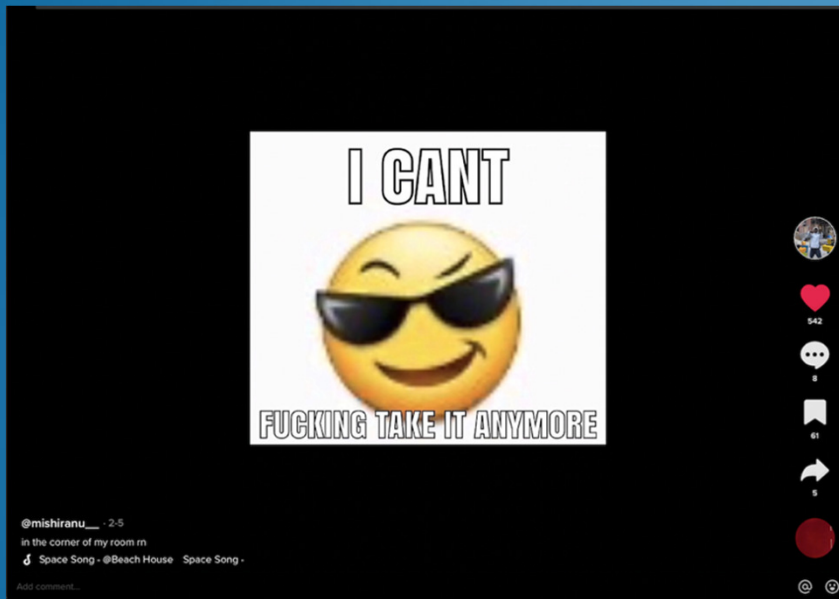 I CANT
FUCKING TAKE IT ANYMORE
542
8
61
5
@mishiranu__ · 2-5
in the corner of my room rn
Space Song - @Beach House Space Song -
Add comment...